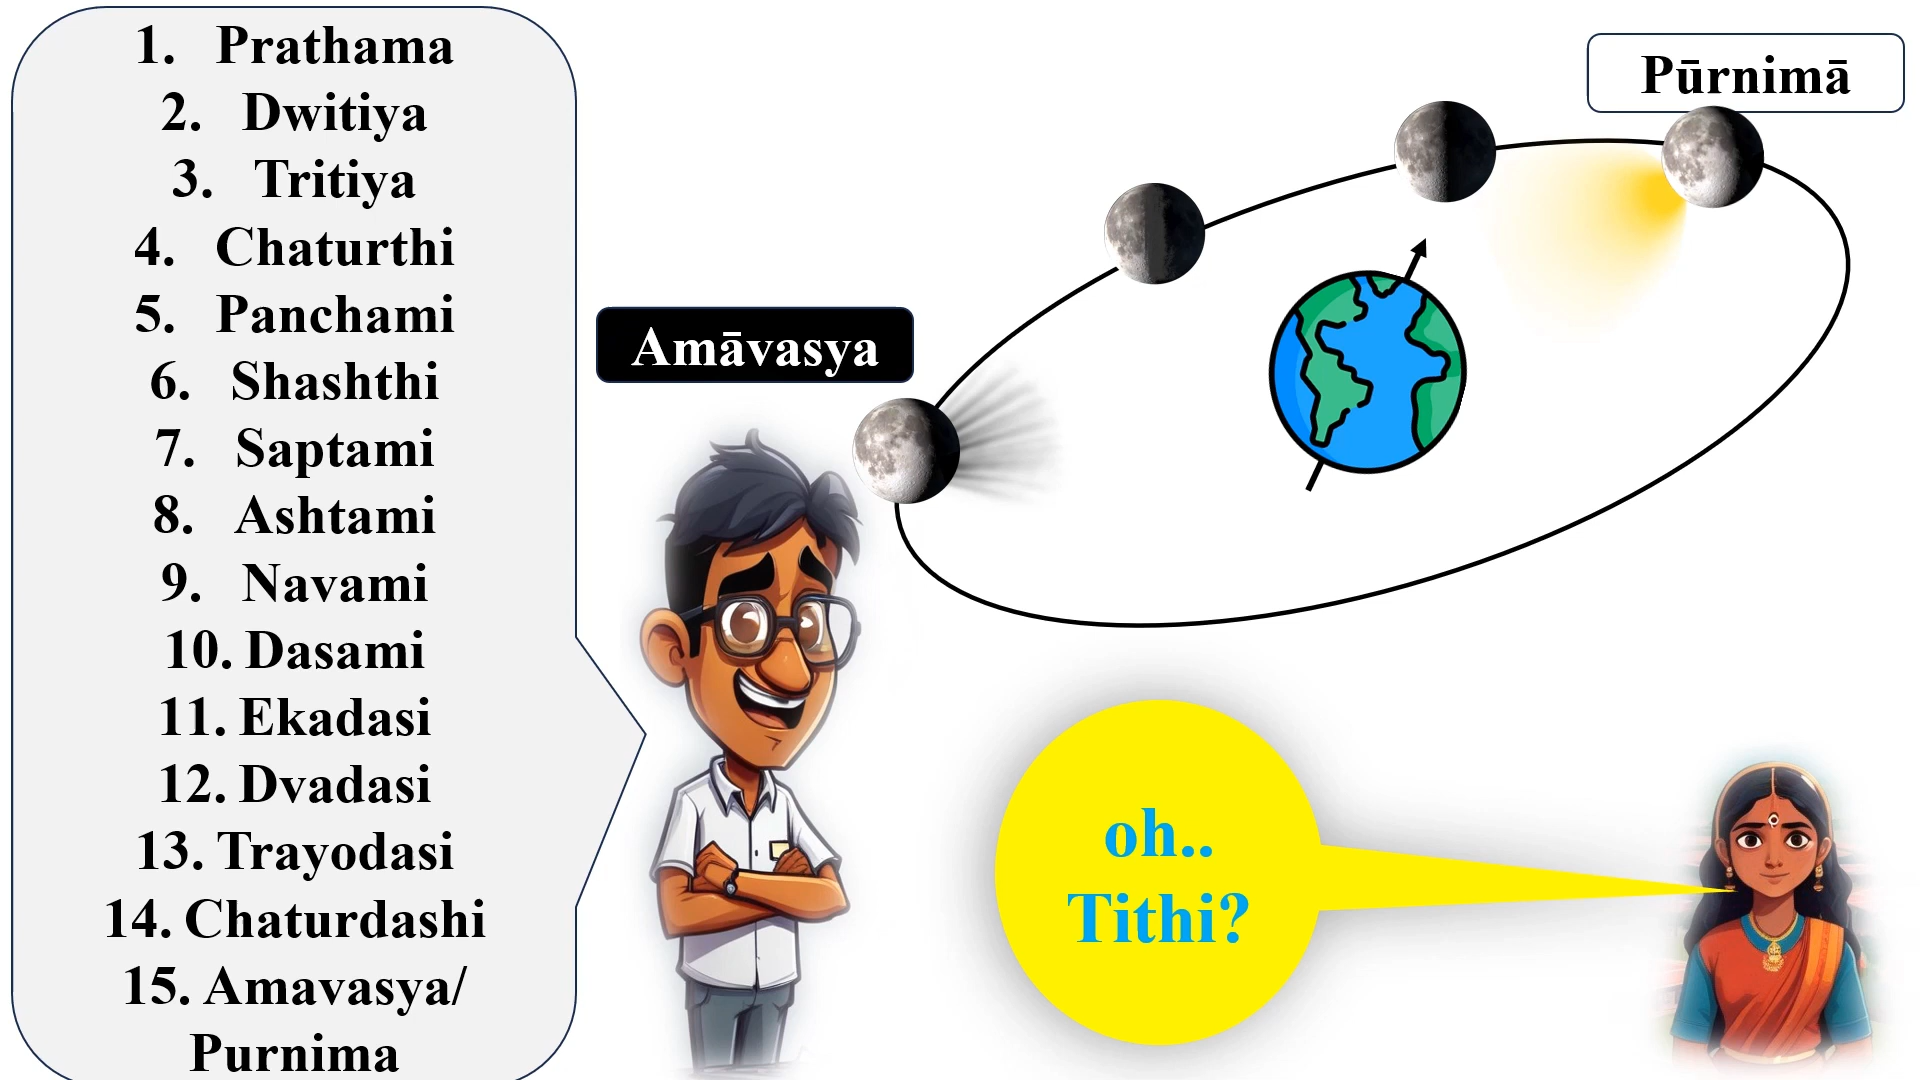 1. Prathama
2. Dwitiya
3. Tritiya
4. Chaturthi
5. Panchami
6. Shashthi
7. Saptami
8. Ashtami
9. Navami
10. Dasami
11. Ekadasi
12. Dvadasi
13. Trayodasi
14. Chaturdashi
15. Amavasya/
Purnima
Pūrnimā
Amāvasya
oh..
Tithi?